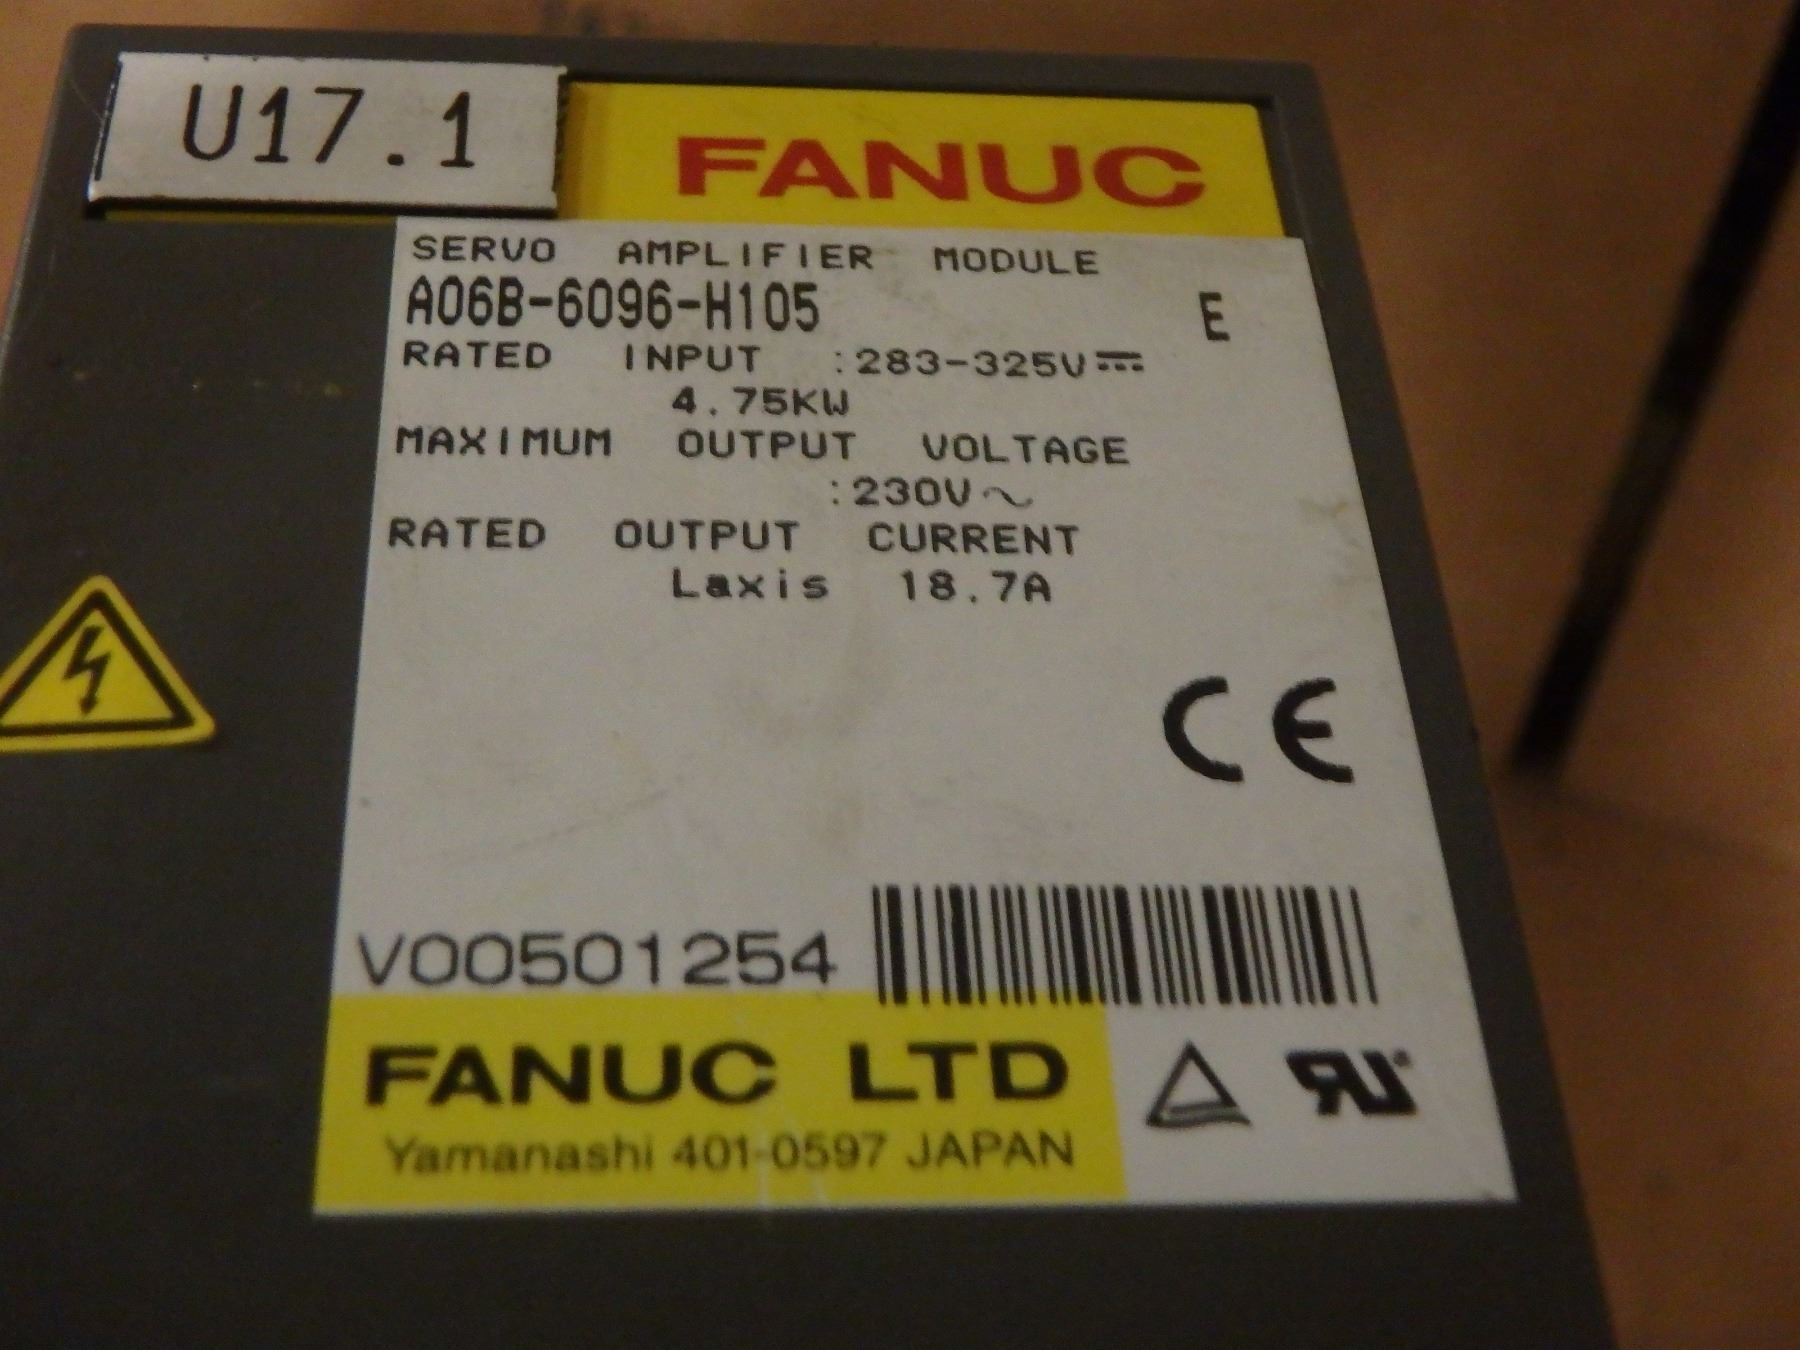 U17.1
FANUC
SERVO AMPLIFIER MODULE
A06B-6096-H105 E
RATED INPUT :283-325V⎓
4.75KW
MAXIMUM OUTPUT VOLTAGE
:230V~
RATED OUTPUT CURRENT
Laxis 18.7A
CE
V00501254
FANUC LTD
Yamanashi 401-0597 JAPAN